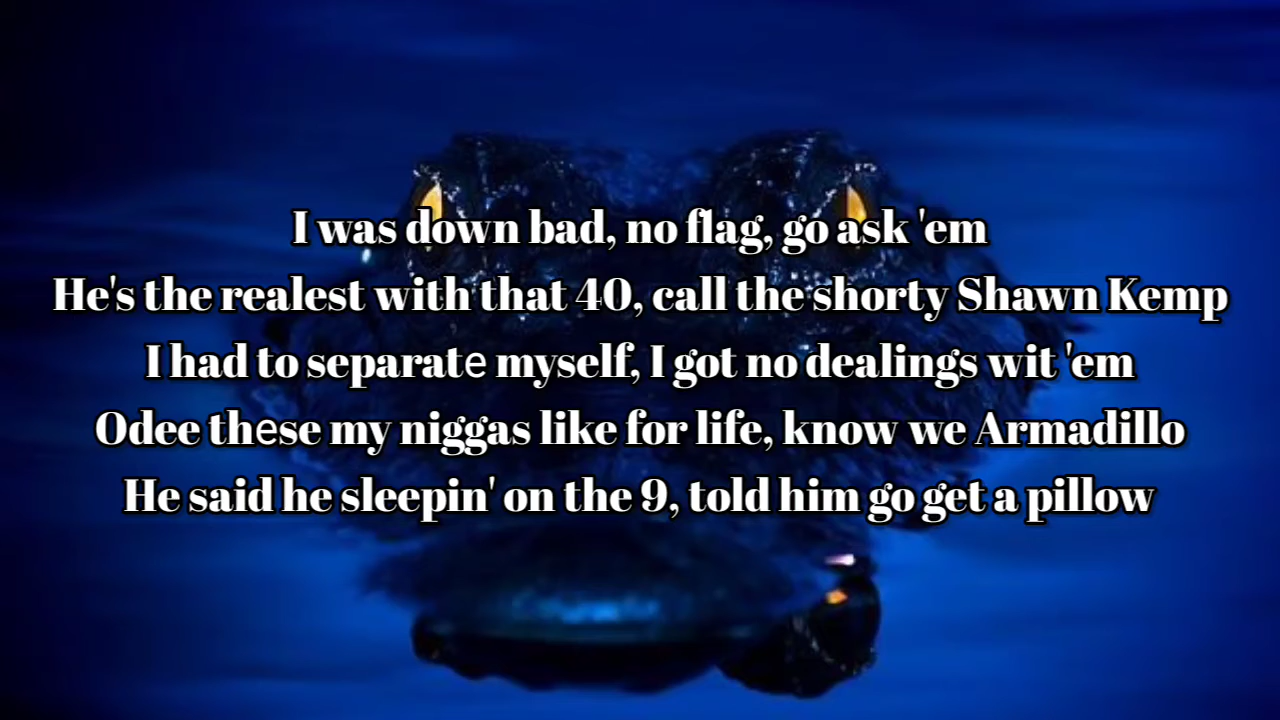 I was down bad, no flag, go ask 'em
He's the realest with that 40, call the shorty Shawn Kemp
I had to separatе myself, I got no dealings wit 'em
Odee thеse my niggas like for life, know we Armadillo
He said he sleepin' on the 9, told him go get a pillow